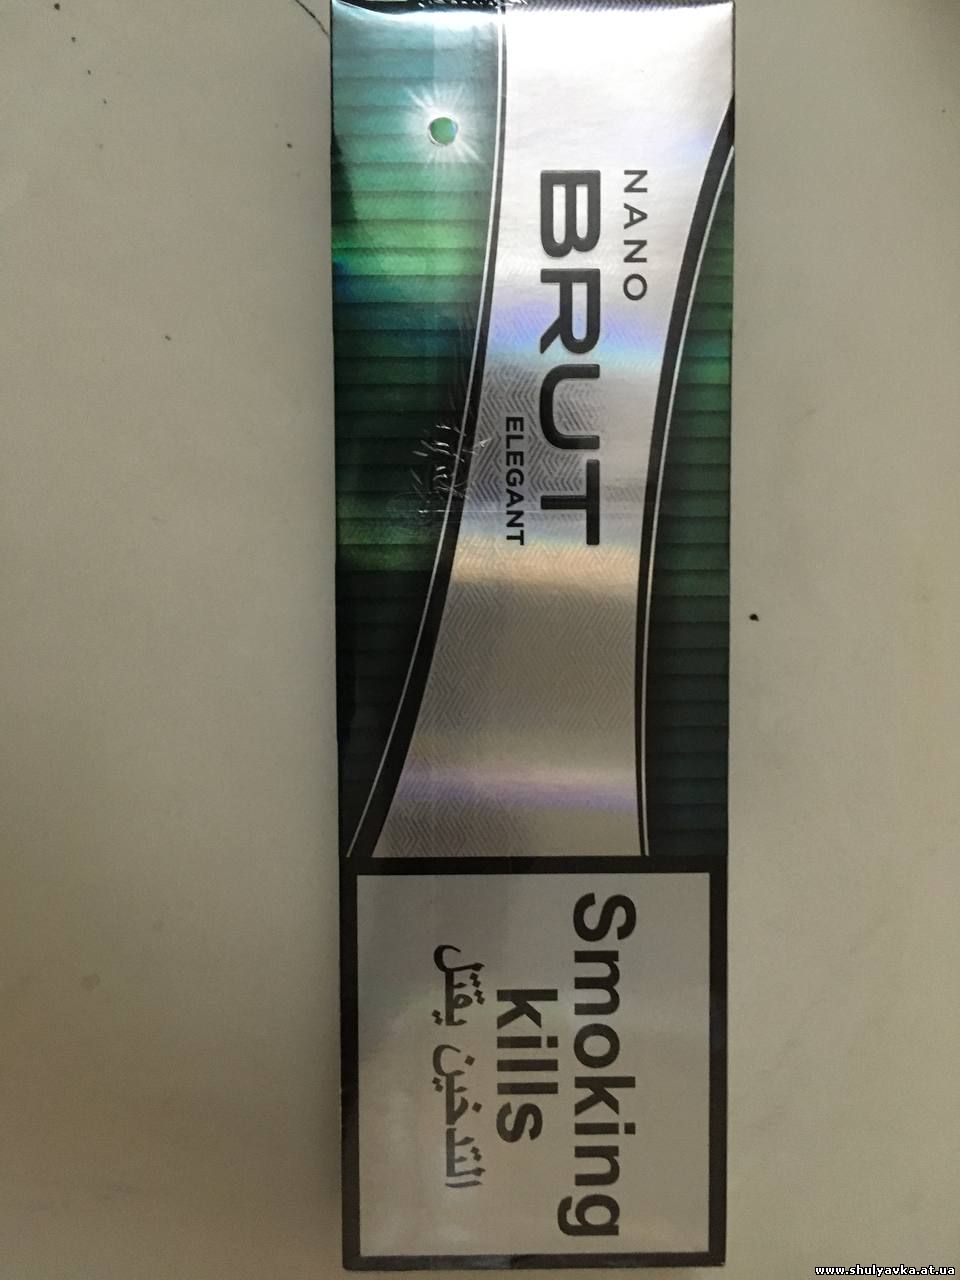 NANO
BRUT
ELEGANT
Smoking
kills
التدخين يقتل
www.shulyavka.at.ua